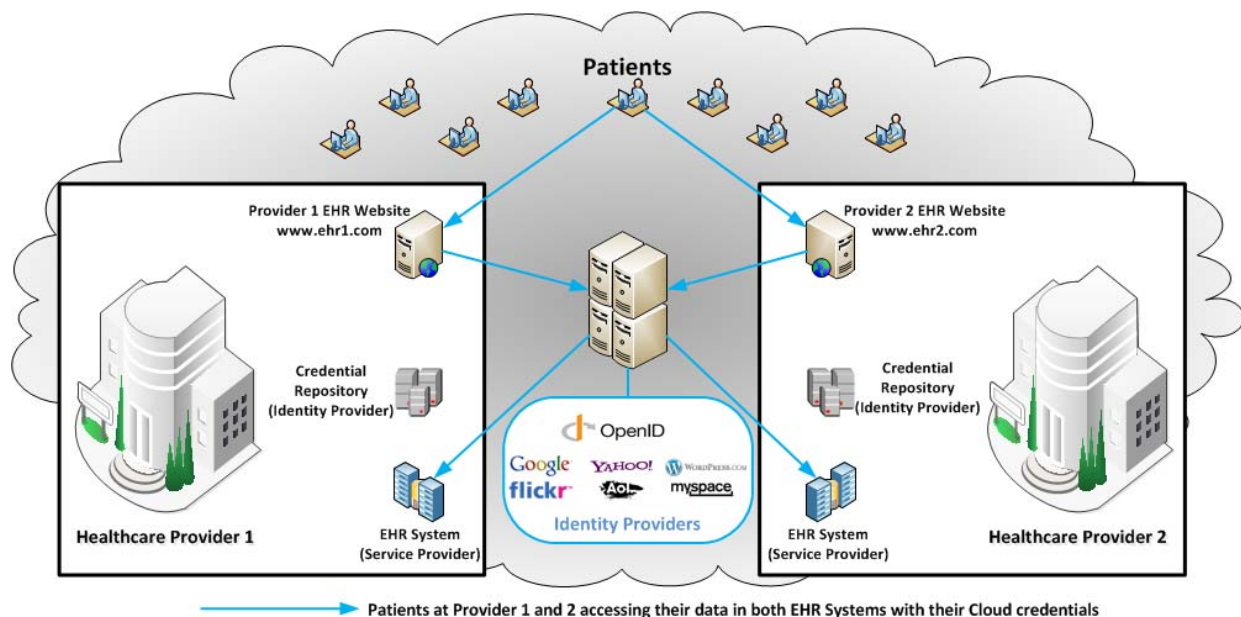 Patients
Provider 1 EHR Website
www.ehr1.com
Provider 2 EHR Website
www.ehr2.com
Credential
Repository
(Identity Provider)
Credential
Repository
(Identity Provider)
OpenID
Google YAHOO! WORDPRESS.COM
flickr Aol myspace
Identity Providers
EHR System
(Service Provider)
EHR System
(Service Provider)
Healthcare Provider 1
Healthcare Provider 2
Patients at Provider 1 and 2 accessing their data in both EHR Systems with their Cloud credentials